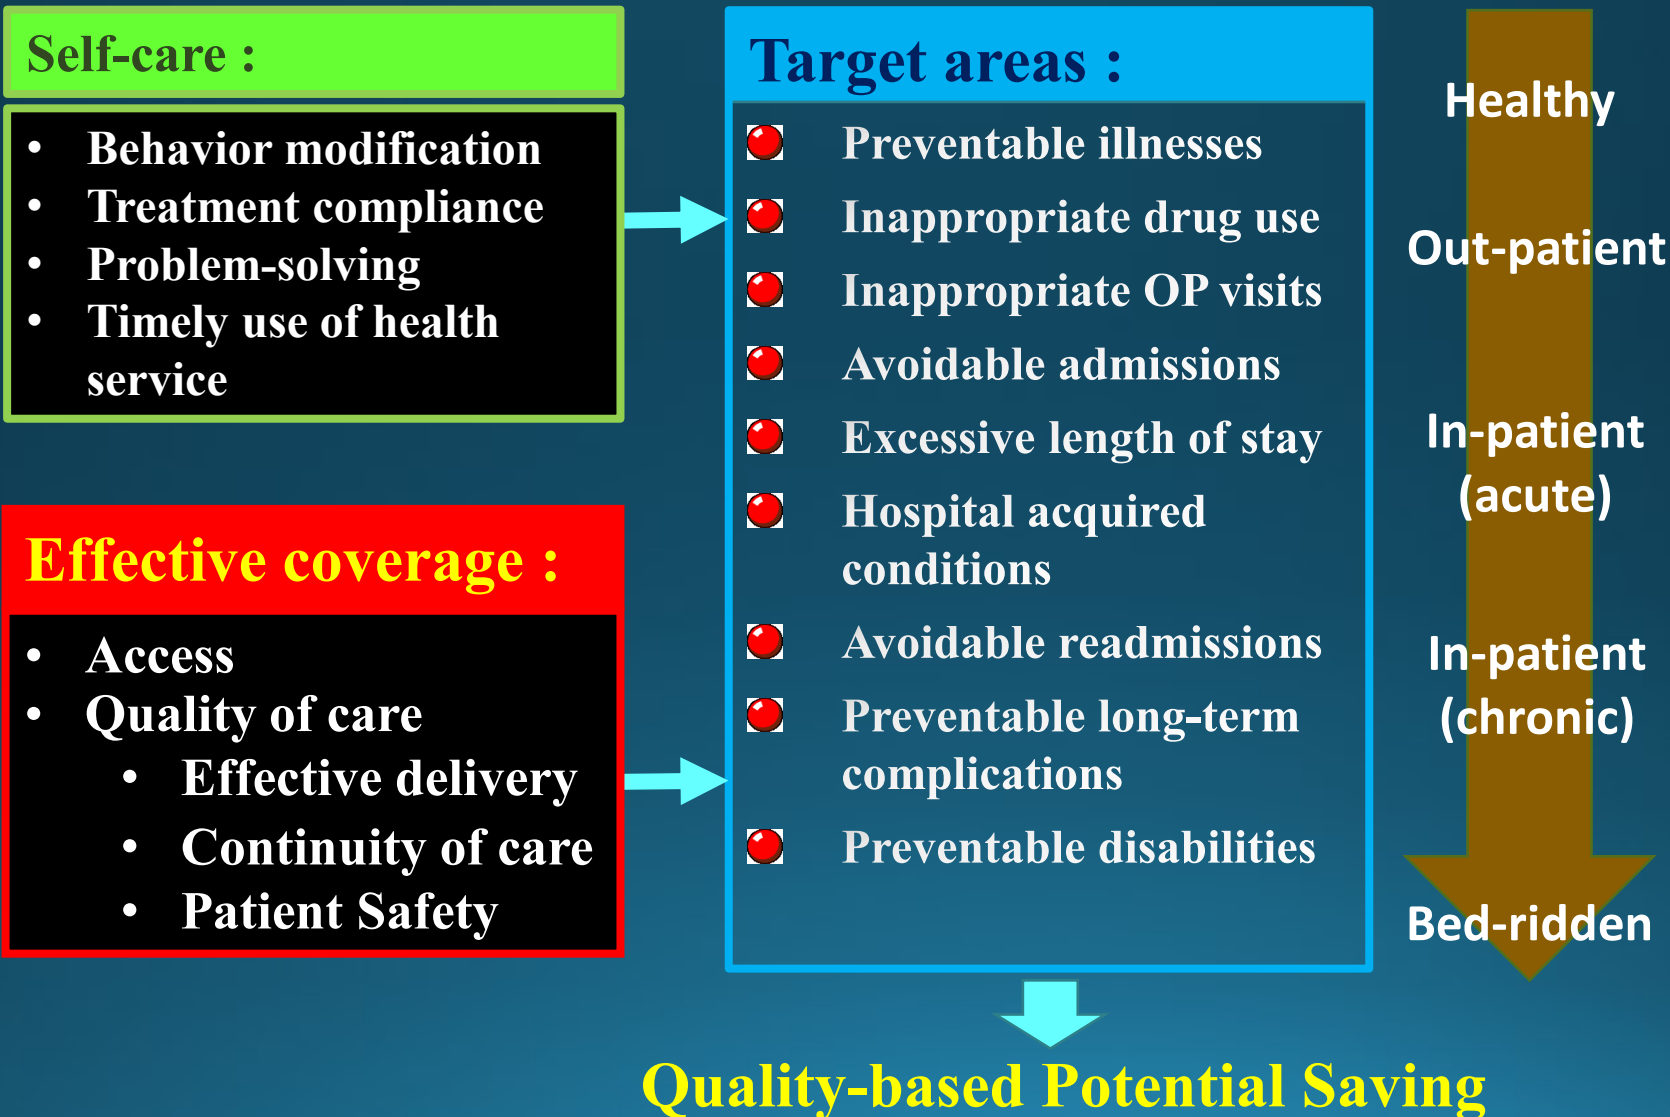 Self-care :
• Behavior modification
• Treatment compliance
• Problem-solving
• Timely use of health
service
Effective coverage :
• Access
• Quality of care
• Effective delivery
• Continuity of care
• Patient Safety
Target areas :
Preventable illnesses
Inappropriate drug use
Inappropriate OP visits
Avoidable admissions
Excessive length of stay
Hospital acquired
conditions
Avoidable readmissions
Preventable long-term
complications
Preventable disabilities
Healthy
Out-patient
In-patient
(acute)
In-patient
(chronic)
Bed-ridden
Quality-based Potential Saving